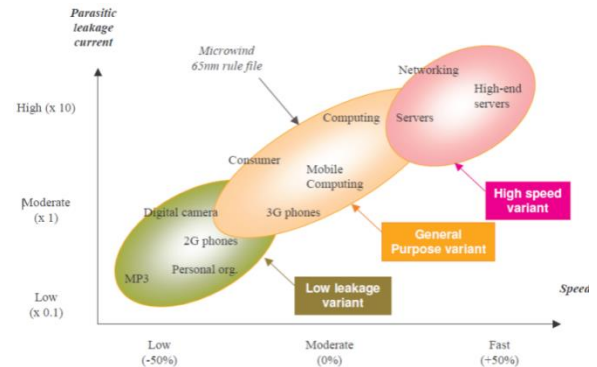 Parasitic
leakage
current
Microwind
65nm rule file
Networking
High-end
servers
High (x 10)
Computing
Servers
Consumer
Mobile
Computing
High speed
variant
Moderate
(x 1)
Digital camera
3G phones
2G phones
General
Purpose variant
MP3
Personal org.
Low leakage
variant
Low
(x 0.1)
Speed
Low
(-50%)
Moderate
(0%)
Fast
(+50%)